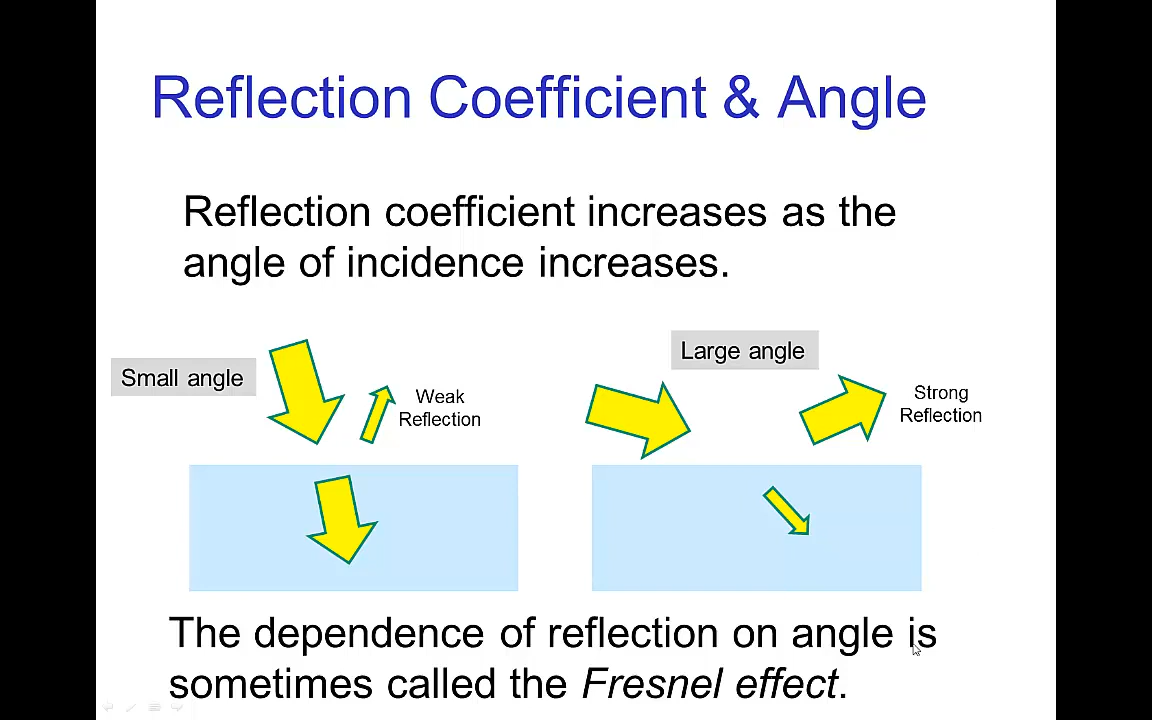 Reflection Coefficient & Angle
Reflection coefficient increases as the
angle of incidence increases.
Small angle
Weak
Reflection
Large angle
Strong
Reflection
The dependence of reflection on angle is
sometimes called the Fresnel effect.